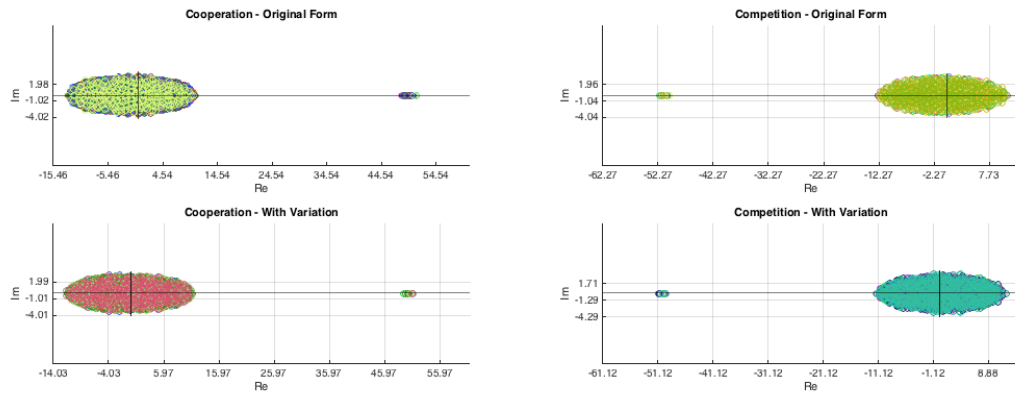 Cooperation - Original Form
Im
1.98
-1.02
-4.02
-15.46 -5.46 4.54 14.54 24.54 34.54 44.54 54.54
Re
Competition - Original Form
Im
1.96
-1.04
-4.04
-62.27 -52.27 -42.27 -32.27 -22.27 -12.27 -2.27 7.73
Re
Cooperation - With Variation
Im
1.99
-1.01
-4.01
-14.03 -4.03 5.97 15.97 25.97 35.97 45.97 55.97
Re
Competition - With Variation
Im
1.71
-1.29
-4.29
-61.12 -51.12 -41.12 -31.12 -21.12 -11.12 -1.12 8.88
Re